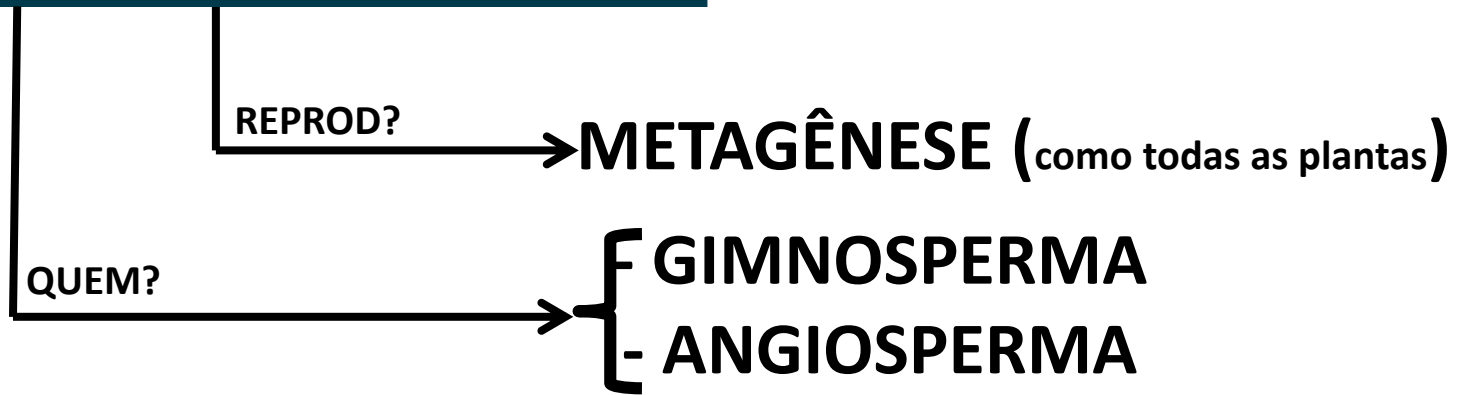 REPROD?
METAGÊNESE (como todas as plantas)
QUEM?
- GIMNOSPERMA
- ANGIOSPERMA